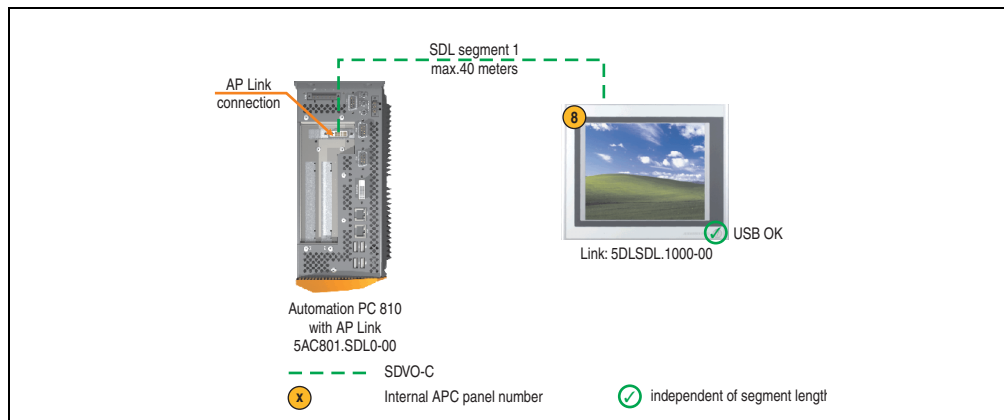 SDL segment 1
max.40 meters
AP Link
connection
8
USB OK
Link: 5DLSDL.1000-00
Automation PC 810
with AP Link
5AC801.SDL0-00
SDVO-C
x
Internal APC panel number
independent of segment length